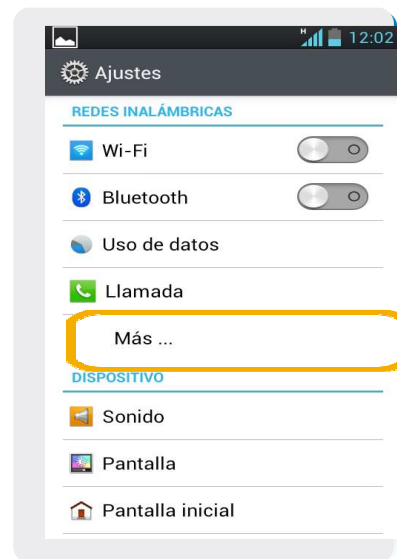 H 12:02
Ajustes
REDES INALÁMBRICAS
Wi-Fi
Bluetooth
Uso de datos
Llamada
Más ...
DISPOSITIVO
Sonido
Pantalla
Pantalla inicial